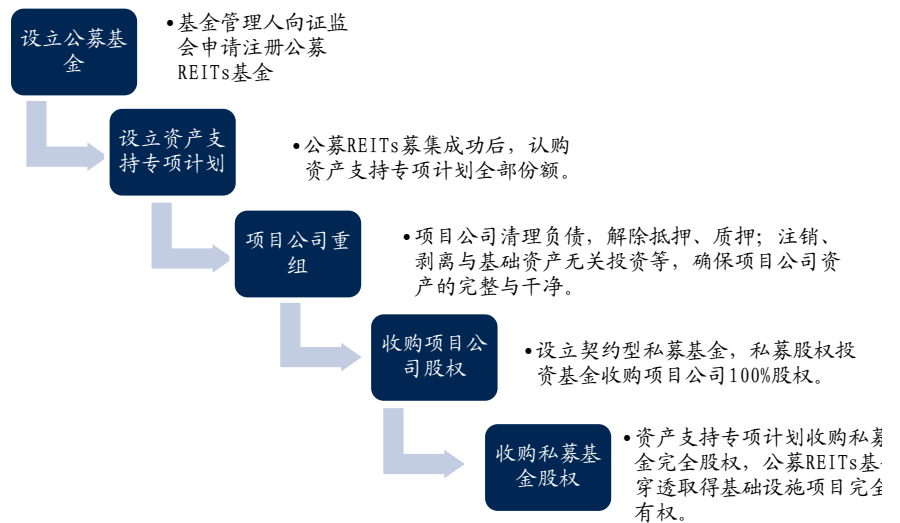 设立公募基
金
•基金管理人向证监
会申请注册公募
REITs基金
设立资产支
持专项计划
•公募REITs募集成功后，认购
资产支持专项计划全部份额。
项目公司重
组
•项目公司清理负债，解除抵押、质押；注销、
剥离与基础资产无关投资等，确保项目公司资
产的完整与干净。
收购项目公
司股权
•设立契约型私募基金，私募股权投
资基金收购项目公司100%股权。
收购私募基
金股权
•资产支持专项计划收购私募
金完全股权，公募REITs基
穿透取得基础设施项目完全
有权。